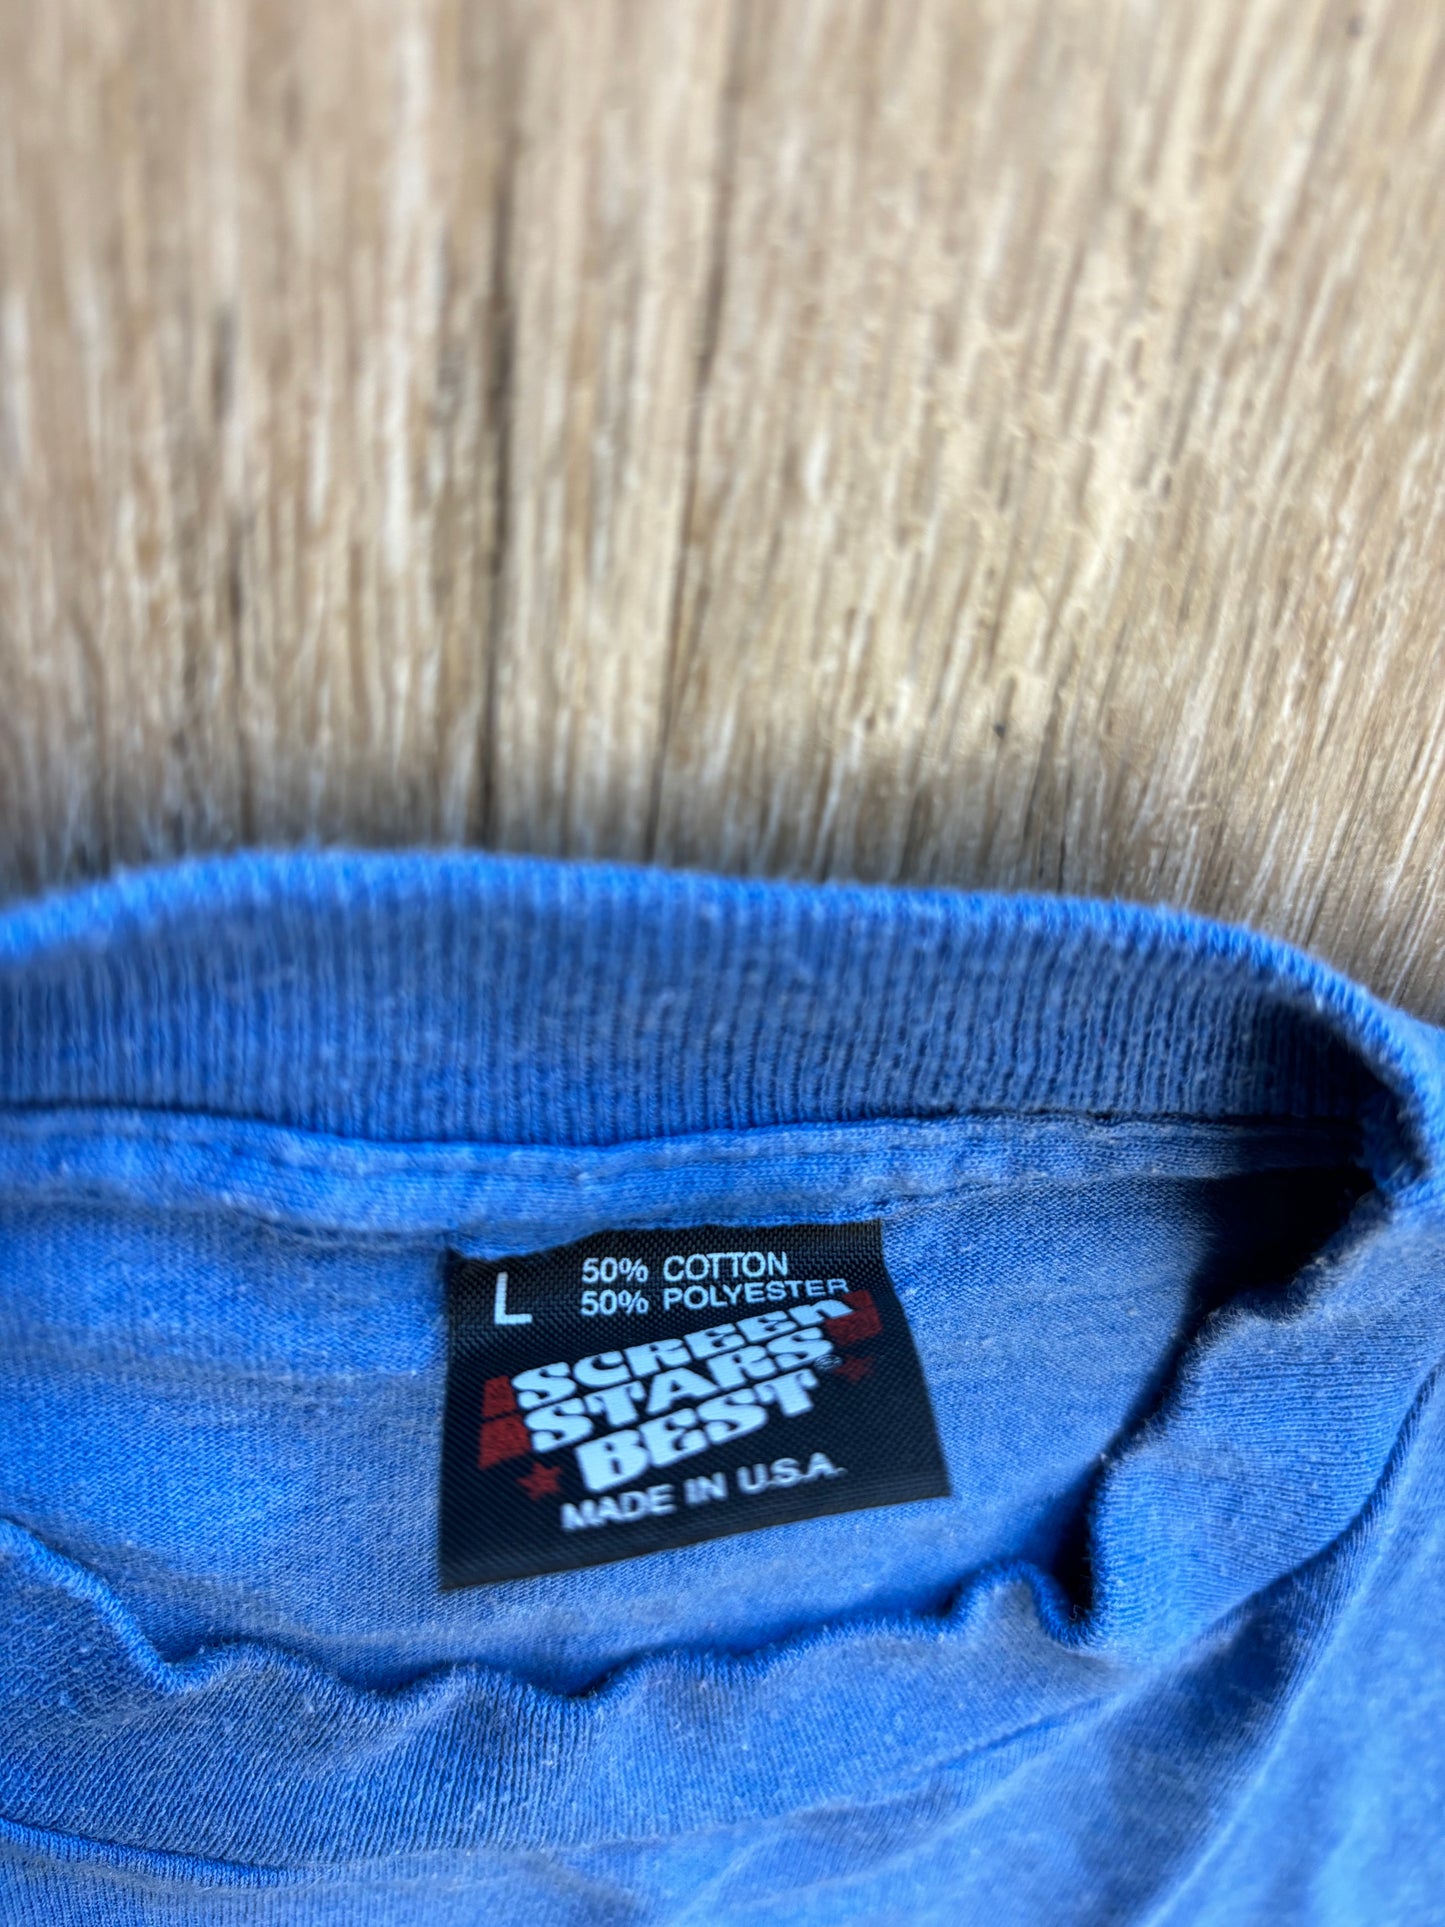 L
50% COTTON
50% POLYESTER
SCREEN
STARS®
BEST
MADE IN U.S.A.